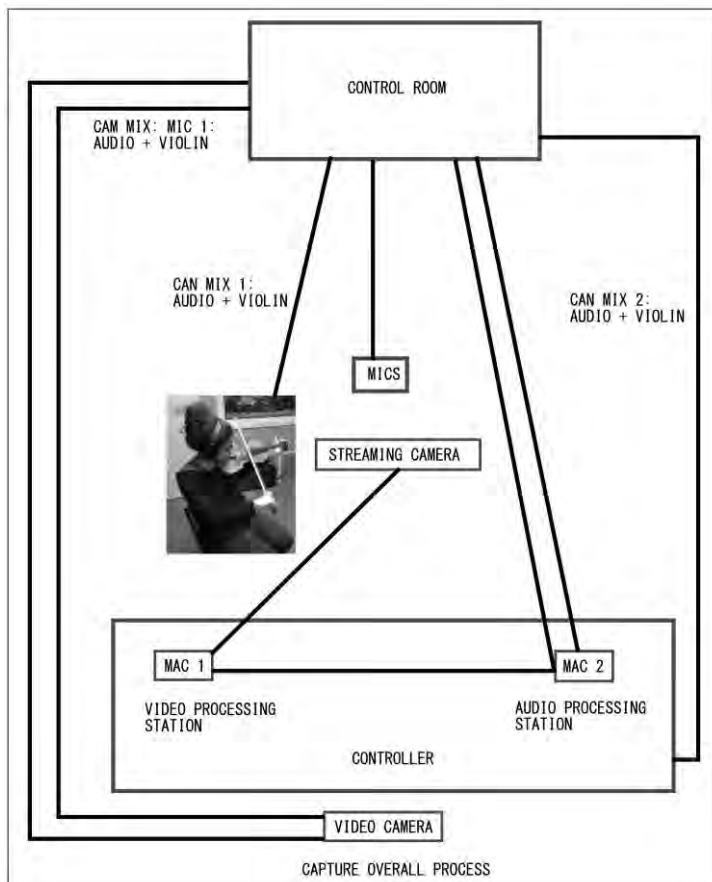 CONTROL ROOM
CAM MIX: MIC 1:
AUDIO + VIOLIN
CAN MIX 1:
AUDIO + VIOLIN
CAN MIX 2:
AUDIO + VIOLIN
MICS
STREAMING CAMERA
MAC 1
MAC 2
VIDEO PROCESSING
STATION
AUDIO PROCESSING
STATION
CONTROLLER
VIDEO CAMERA
CAPTURE OVERALL PROCESS